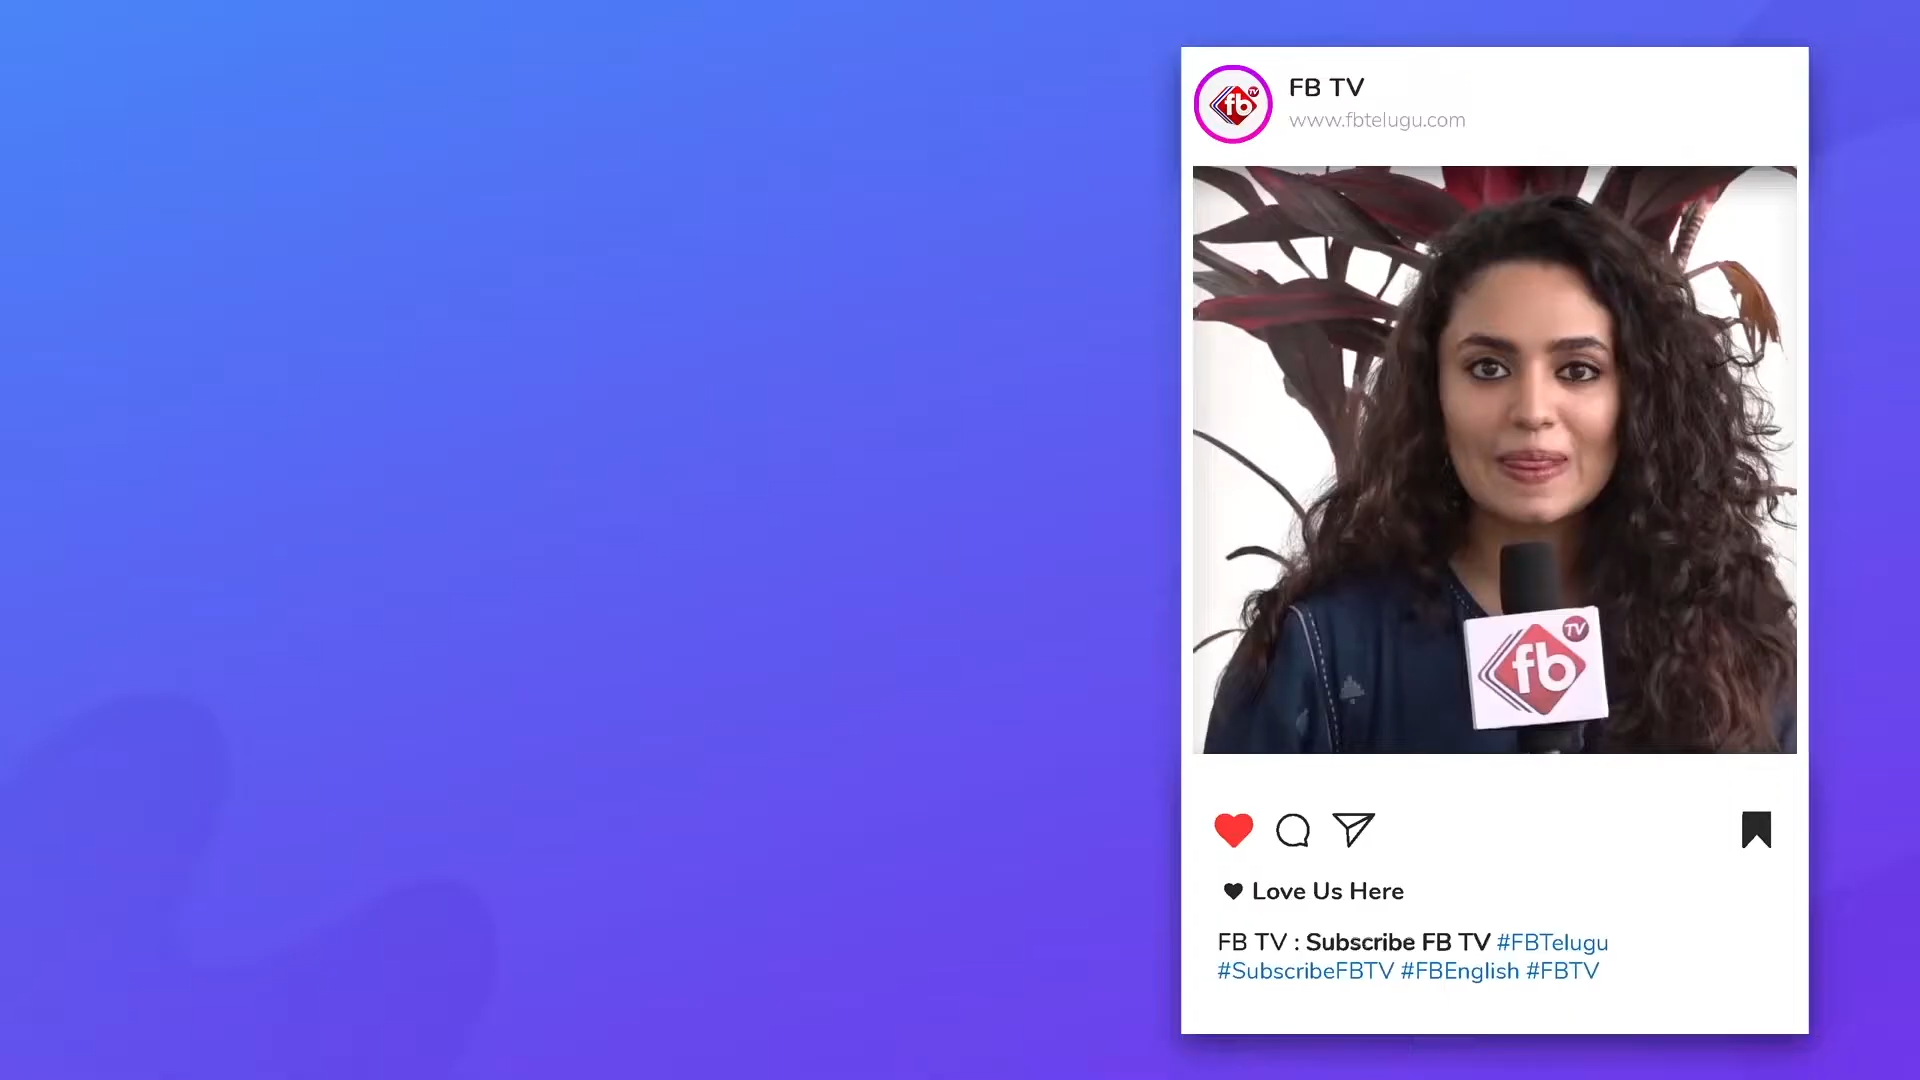 fb TV
FB TV
www.fbtelugu.com
TV
fb
Love Us Here
FB TV : Subscribe FB TV #FBTelugu
#SubscribeFBTV #FBEnglish #FBTV